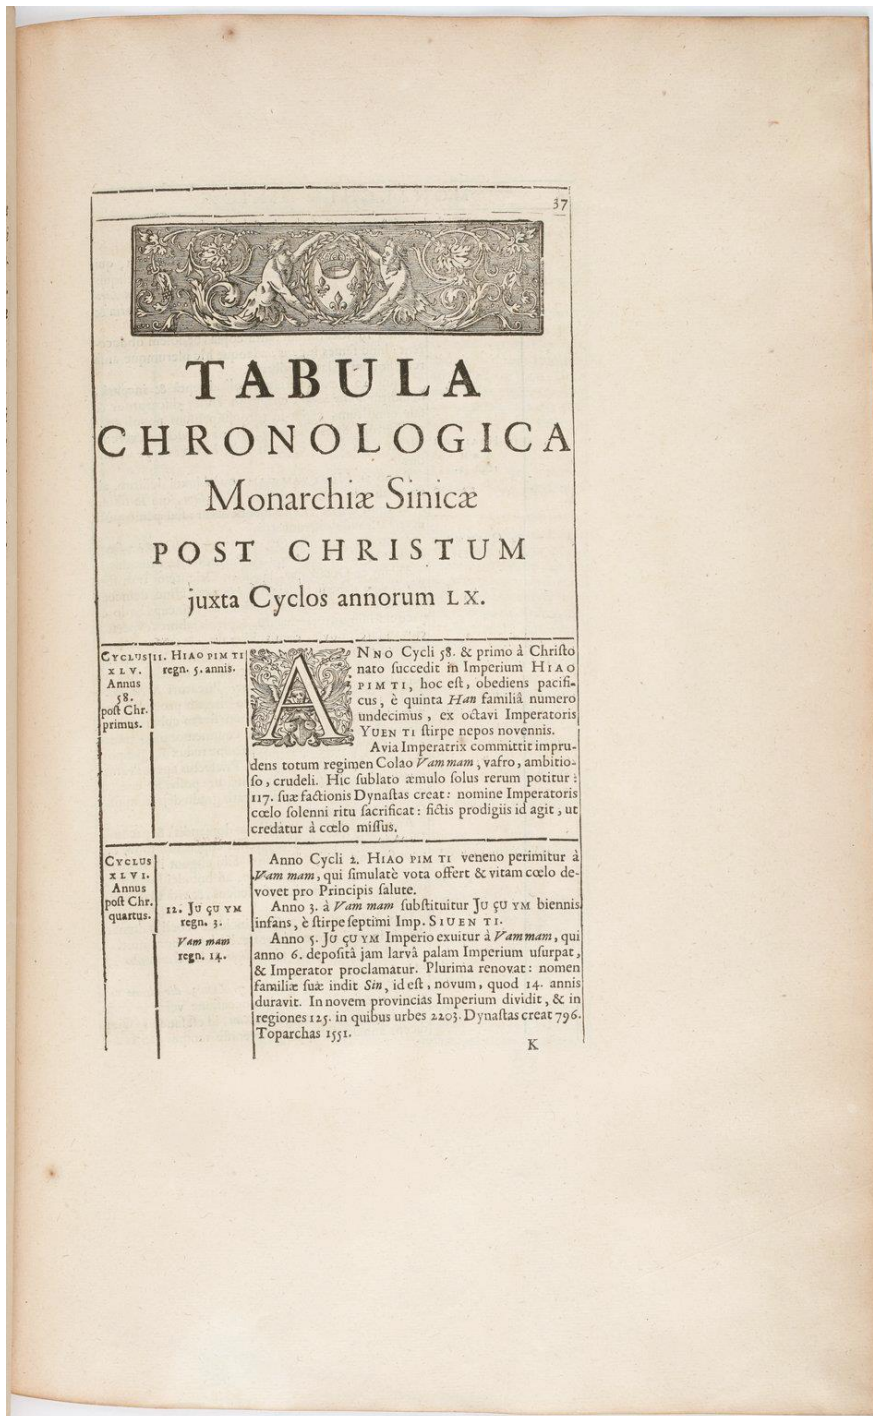 37
TABULA
CHRONOLOGICA
Monarchiæ Sinicæ
POST CHRISTUM
juxta Cyclos annorum LX.
CYCLUS
XLV.
Annus
58.
post Chr.
primus.
11. HIAO PIM TI
regn. 5. annis.
ANNO Cycli 58. & primo à Christo
nato succedit in Imperium HIAO
PIM TI, hoc est, obediens pacifi-
cus, è quinta Han familiâ numero
undecimus, ex octavi Imperatoris
YUEN TI stirpe nepos novennis.
Avia Imperatrix committit impru-
dens totum regimen Colao Vam mam, vafro, ambitio-
so, crudeli. Hic sublato æmulo solus rerum potitur:
117. suæ factionis Dynastas creat: nomine Imperatoris
cœlo solenni ritu sacrificat: fictis prodigiis id agit, ut
credatur à cœlo missus.
CYCLUS
XLVI.
Annus
post Chr.
quartus.
12. JU ÇU YM
regn. 3.
Vam mam
regn. 14.
Anno Cycli 2. HIAO PIM TI veneno perimitur à
Vam mam, qui simulatè vota offert & vitam cœlo de-
vovet pro Principis salute.
Anno 3. à Vam mam substituitur JU ÇU YM biennis
infans, è stirpe septimi Imp. SIUEN TI.
Anno 5. JU ÇU YM Imperio exuitur à Vam mam, qui
anno 6. depositâ jam larvâ palam Imperium usurpat,
& Imperator proclamatur. Plurima renovat: nomen
familiæ suæ indit Sin, id est, novum, quod 14. annis
duravit. In novem provincias Imperium dividit, & in
regiones 125. in quibus urbes 2203. Dynastas creat 796.
Toparchas 1551.
K